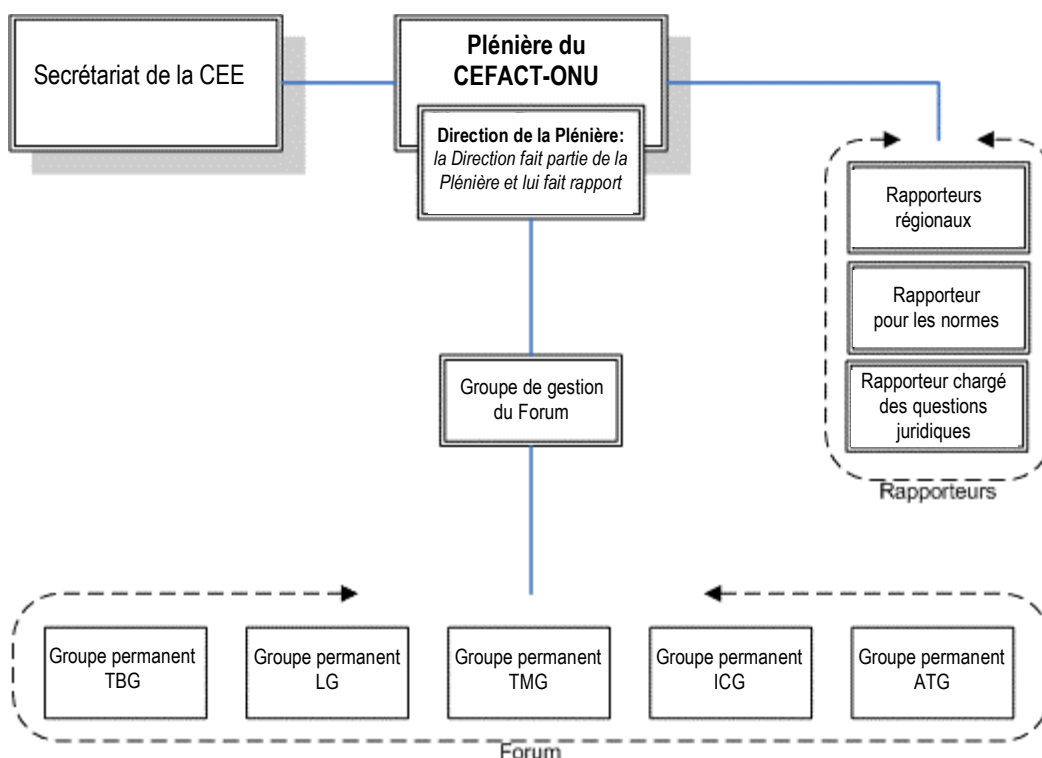 Secrétariat de la CEE
Plénière du
CEFACT-ONU
Direction de la Plénière:
la Direction fait partie de la
Plénière et lui fait rapport
Rapporteurs
régionaux
Rapporteur
pour les normes
Rapporteur chargé
des questions
juridiques
Rapporteurs
Groupe de gestion
du Forum
Groupe permanent
TBG
Groupe permanent
LG
Groupe permanent
TMG
Groupe permanent
ICG
Groupe permanent
ATG
Forum